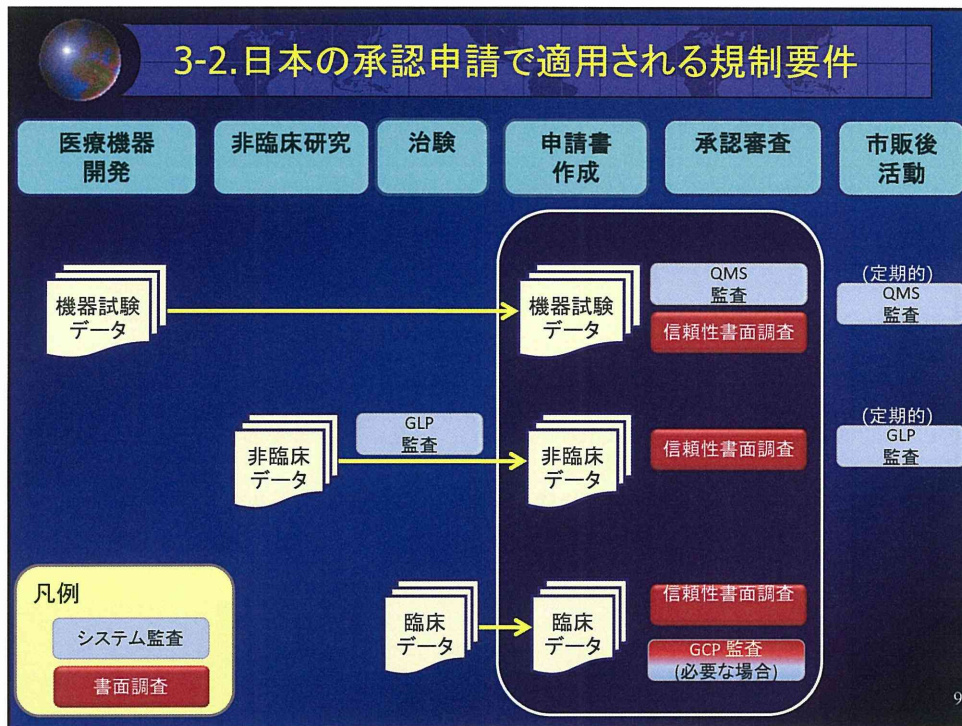 3-2.日本の承認申請で適用される規制要件
医療機器
開発
非臨床研究
治験
申請書
作成
承認審査
市販後
活動
機器試験
データ
機器試験
データ
QMS
監査
信頼性書面調査
(定期的)
QMS
監査
非臨床
データ
GLP
監査
非臨床
データ
信頼性書面調査
(定期的)
GLP
監査
臨床
データ
臨床
データ
信頼性書面調査
GCP 監査
(必要な場合)
凡例
システム監査
書面調査
9